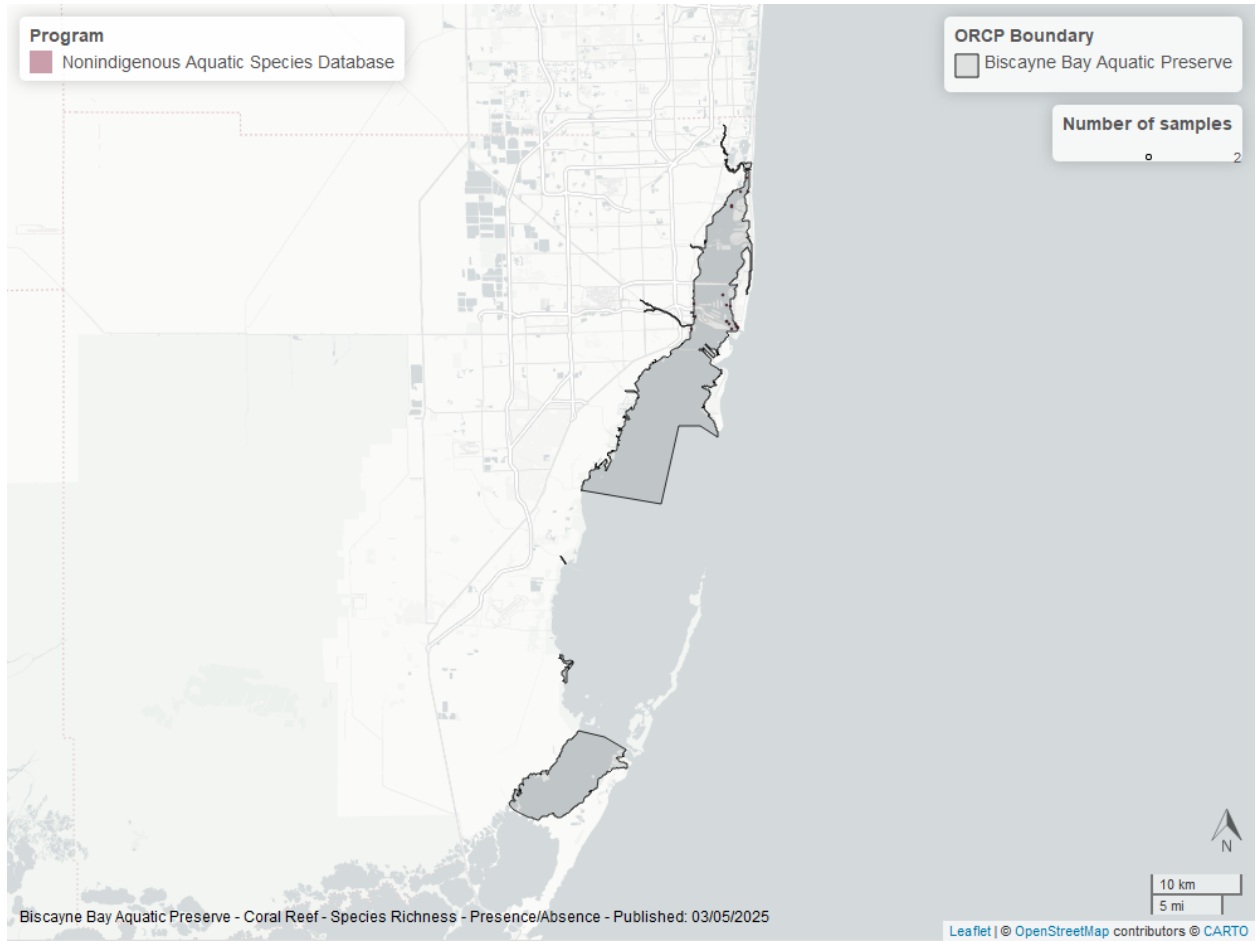 Program
Nonindigenous Aquatic Species Database
ORCP Boundary
Biscayne Bay Aquatic Preserve
Number of samples
2
N
10 km
5 mi
Biscayne Bay Aquatic Preserve - Coral Reef - Species Richness - Presence/Absence - Published: 03/05/2025
Leaflet | © OpenStreetMap contributors © CARTO